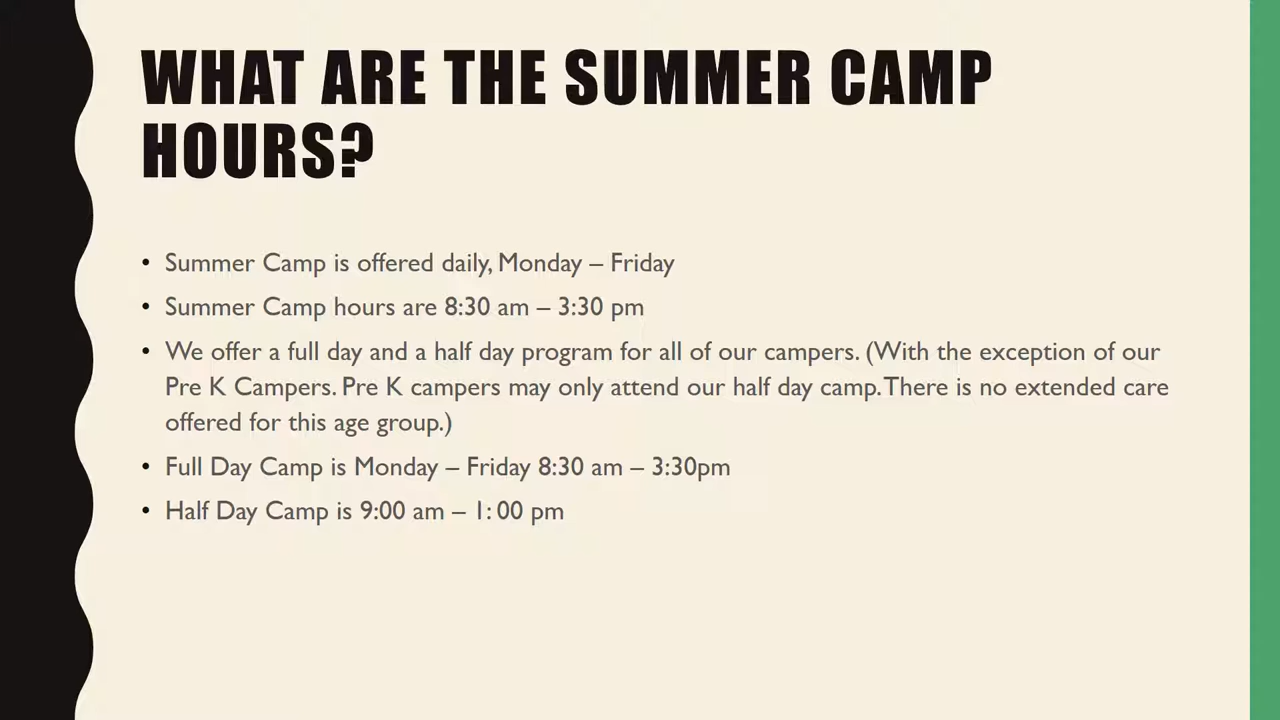 WHAT ARE THE SUMMER CAMP
HOURS?
• Summer Camp is offered daily, Monday – Friday
• Summer Camp hours are 8:30 am – 3:30 pm
• We offer a full day and a half day program for all of our campers. (With the exception of our
Pre K Campers. Pre K campers may only attend our half day camp. There is no extended care
offered for this age group.)
• Full Day Camp is Monday – Friday 8:30 am – 3:30pm
• Half Day Camp is 9:00 am – 1: 00 pm